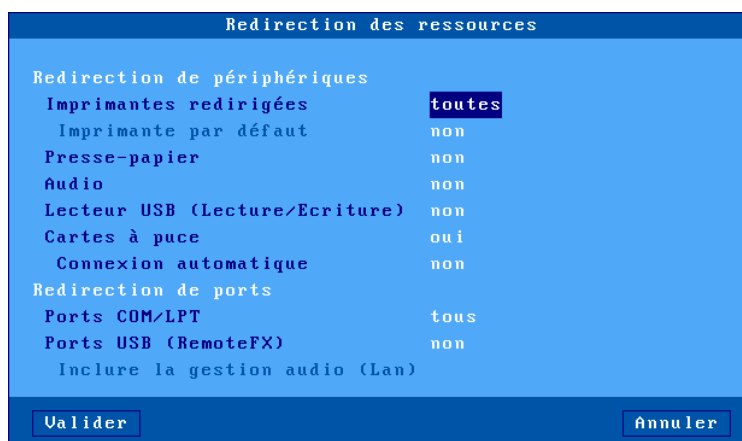 Redirection des ressources
Redirection de périphériques
Imprimantes redirigées toutes
Imprimante par défaut non
Presse-papier non
Audio non
Lecteur USB (Lecture/Ecriture) non
Cartes à puce oui
Connexion automatique non
Redirection de ports
Ports COM/LPT tous
Ports USB (RemoteFX) non
Inclure la gestion audio (Lan)
Valider Annuler